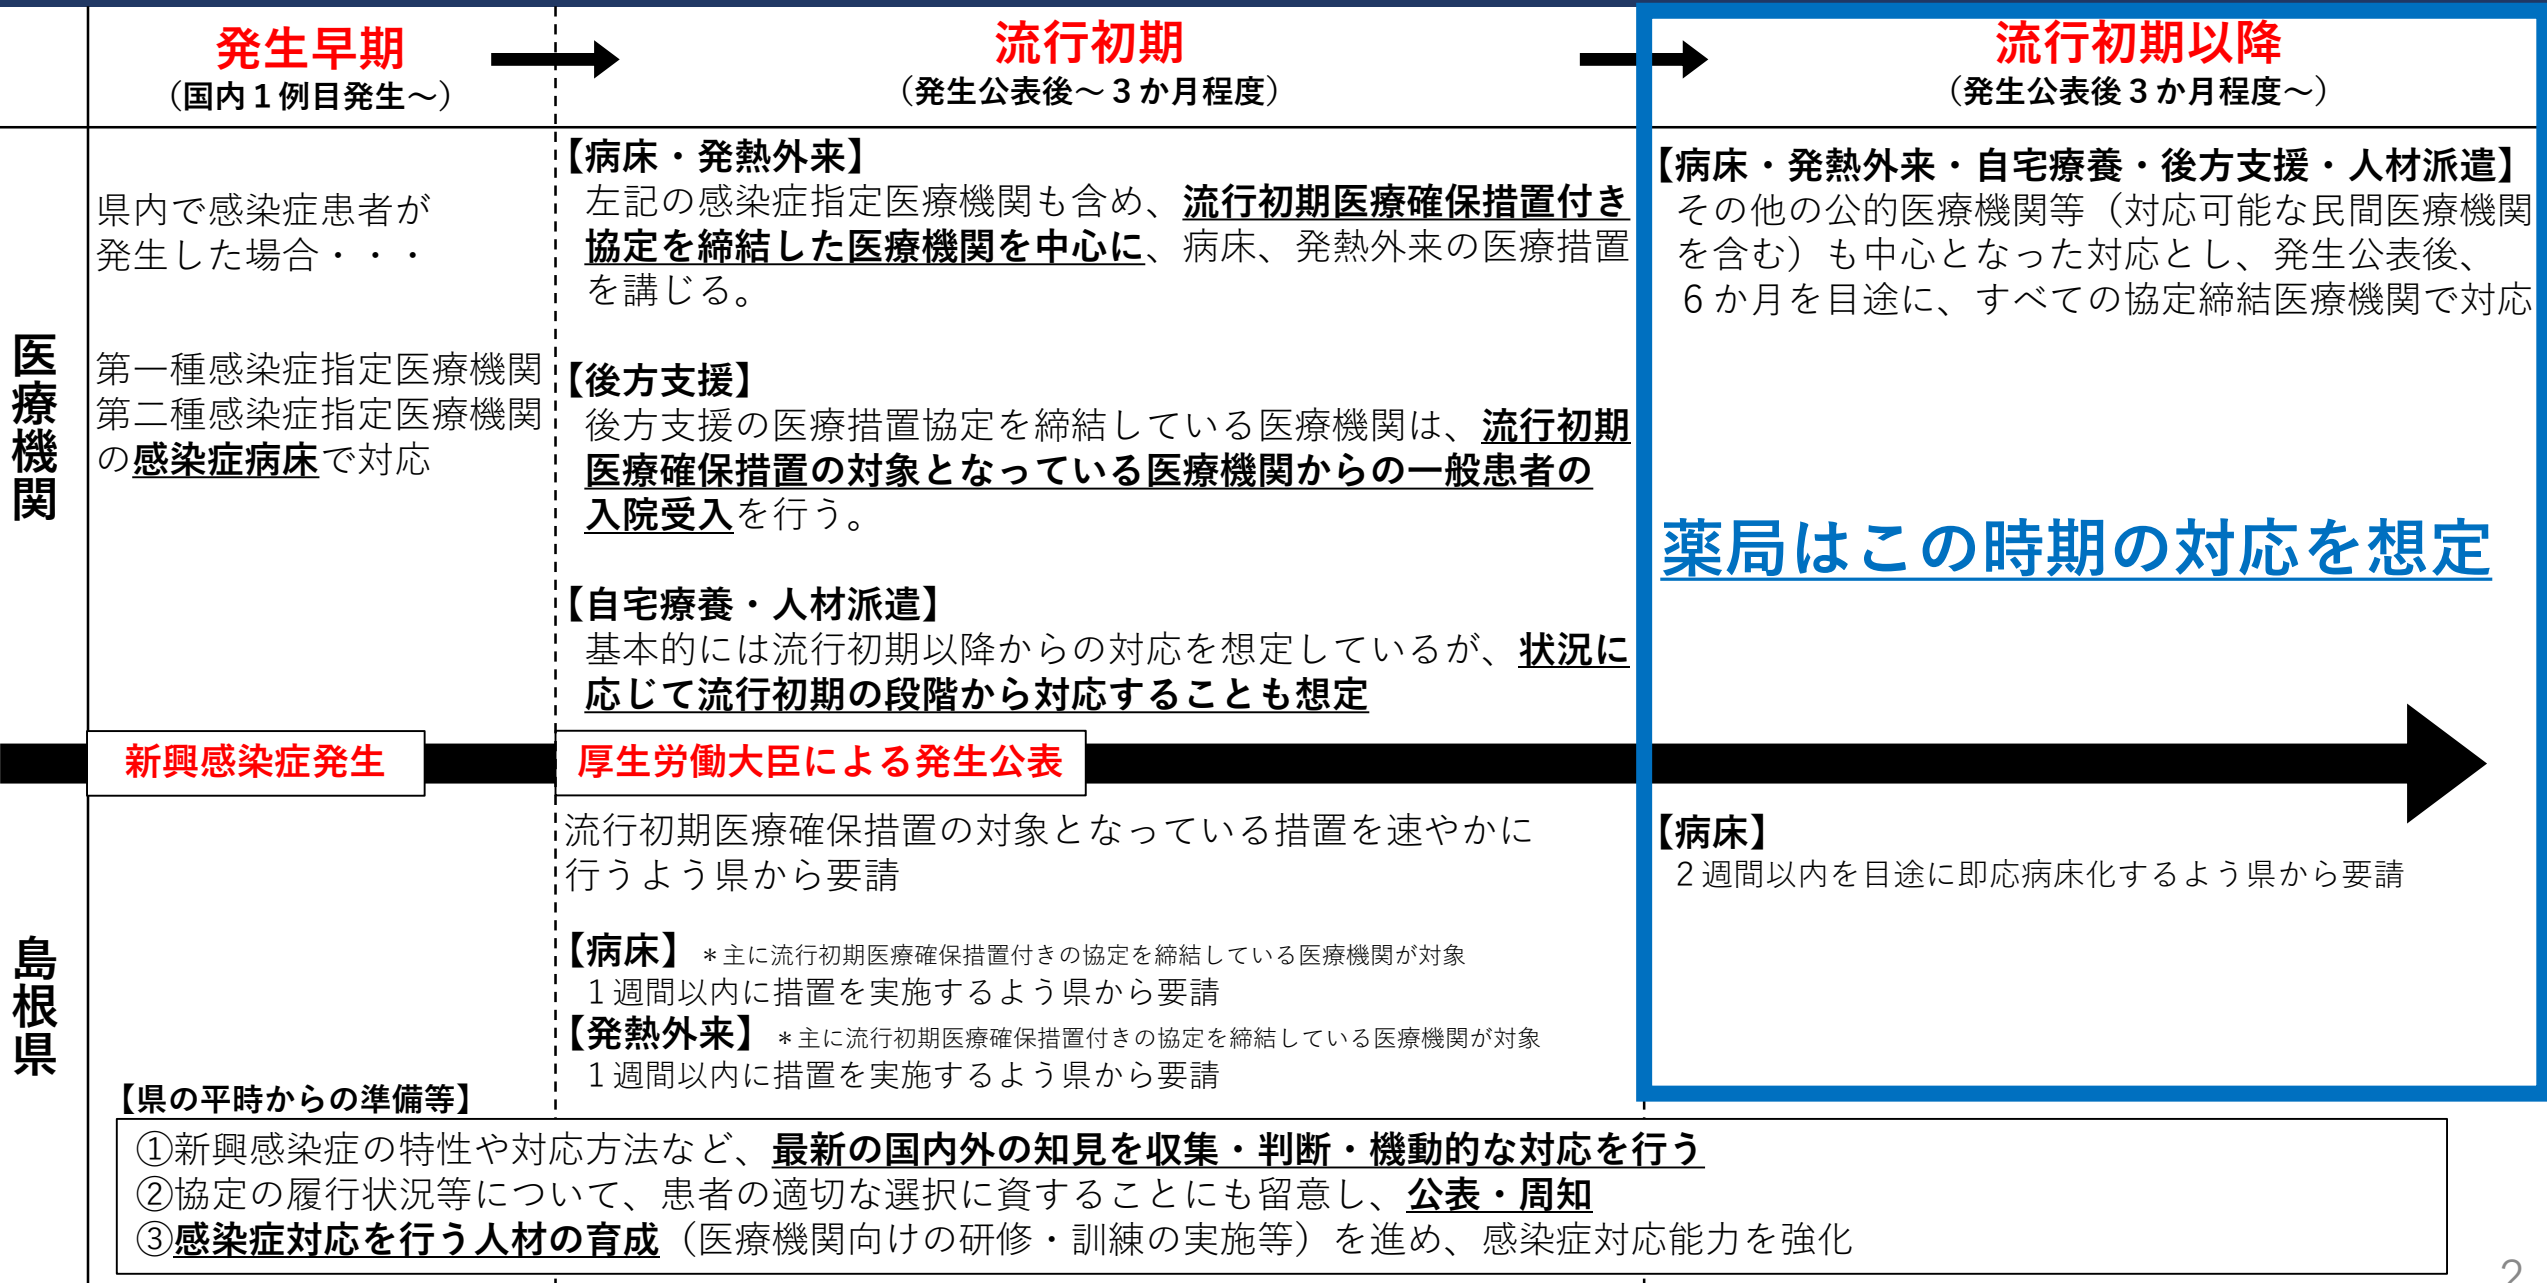 発生早期
（国内１例目発生～）
流行初期
（発生公表後～３か月程度）
流行初期以降
（発生公表後３か月程度～）
医療機関
県内で感染症患者が
発生した場合・・・
第一種感染症指定医療機関
第二種感染症指定医療機関
の感染症病床で対応
【病床・発熱外来】
左記の感染症指定医療機関も含め、流行初期医療確保措置付き
協定を締結した医療機関を中心に、病床、発熱外来の医療措置
を講じる。
【後方支援】
後方支援の医療措置協定を締結している医療機関は、流行初期
医療確保措置の対象となっている医療機関からの一般患者の
入院受入を行う。
【自宅療養・人材派遣】
基本的には流行初期以降からの対応を想定しているが、状況に
応じて流行初期の段階から対応することも想定
【病床・発熱外来・自宅療養・後方支援・人材派遣】
その他の公的医療機関等（対応可能な民間医療機関
を含む）も中心となった対応とし、発生公表後、
６か月を目途に、すべての協定締結医療機関で対応
薬局はこの時期の対応を想定
新興感染症発生
厚生労働大臣による発生公表
島根県
流行初期医療確保措置の対象となっている措置を速やかに
行うよう県から要請
【病床】＊主に流行初期医療確保措置付きの協定を締結している医療機関が対象
１週間以内に措置を実施するよう県から要請
【発熱外来】＊主に流行初期医療確保措置付きの協定を締結している医療機関が対象
１週間以内に措置を実施するよう県から要請
【病床】
２週間以内を目途に即応病床化するよう県から要請
【県の平時からの準備等】
①新興感染症の特性や対応方法など、最新の国内外の知見を収集・判断・機動的な対応を行う
②協定の履行状況等について、患者の適切な選択に資することにも留意し、公表・周知
③感染症対応を行う人材の育成（医療機関向けの研修・訓練の実施等）を進め、感染症対応能力を強化
2